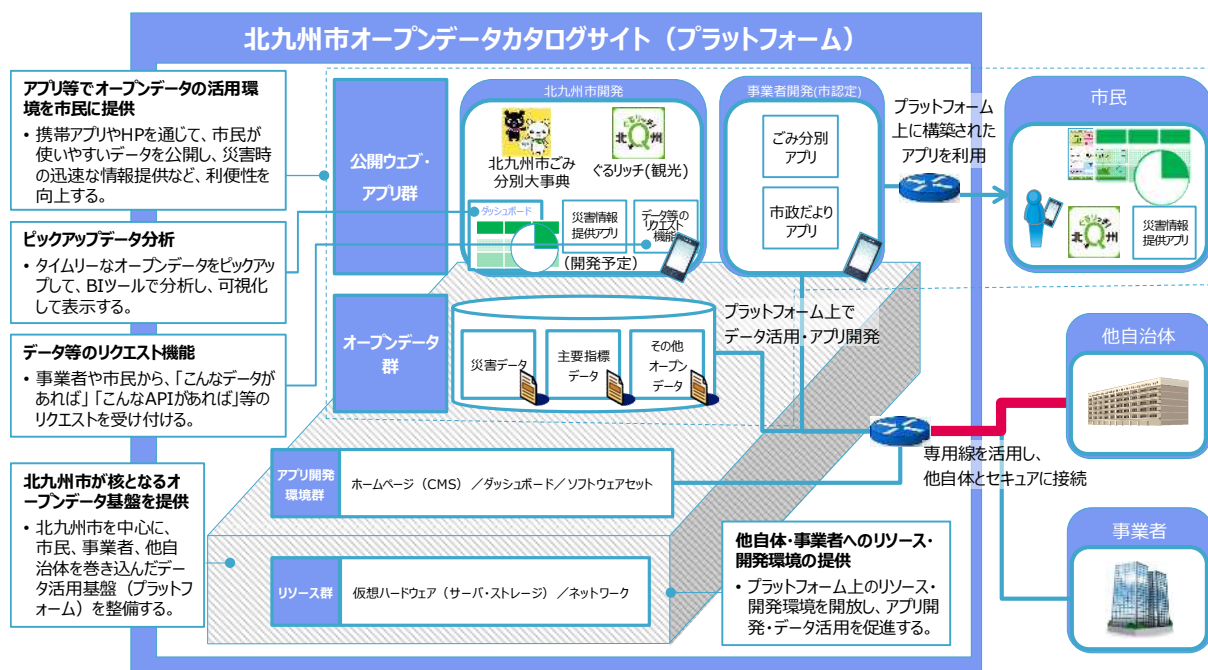 北九州市オープンデータカタログサイト（プラットフォーム）
アプリ等でオープンデータの活用環
境を市民に提供
• 携帯アプリやHPを通じて、市民が
使いやすいデータを公開し、災害時
の迅速な情報提供など、利便性を
向上する。
ピックアップデータ分析
• タイムリーなオープンデータをピックアッ
プして、BIツールで分析し、可視化
して表示する。
データ等のリクエスト機能
• 事業者や市民から、「こんなデータが
あれば」「こんなAPIがあれば」等の
リクエストを受け付ける。
北九州市が核となるオ
ープンデータ基盤を提供
• 北九州市を中心に、
市民、事業者、他自
治体を巻き込んだデー
タ活用基盤（プラット
フォーム）を整備する。
公開ウェブ・
アプリ群
北九州市開発
北九州市ごみ
分別大事典
ぐるリッチ!
北Q州
ぐるリッチ(観光)
ダッシュボード
災害情報
提供アプリ
データ等の
リクエスト
機能
(開発予定)
事業者開発(市認定)
ごみ分別
アプリ
市政だより
アプリ
プラットフォーム
上に構築された
アプリを利用
市民
ぐるリッチ!
北Q州
災害情報
提供アプリ
オープンデータ
群
災害データ
主要指標
データ
その他
オープン
データ
プラットフォーム上で
データ活用・アプリ開発
他自治体
専用線を活用し、
他自体とセキュアに接続
アプリ開発
環境群
ホームページ（CMS）／ダッシュボード／ソフトウェアセット
事業者
リソース群
仮想ハードウェア（サーバ・ストレージ）／ネットワーク
他自体・事業者へのリソース・
開発環境の提供
• プラットフォーム上のリソース・
開発環境を開放し、アプリ開
発・データ活用を促進する。